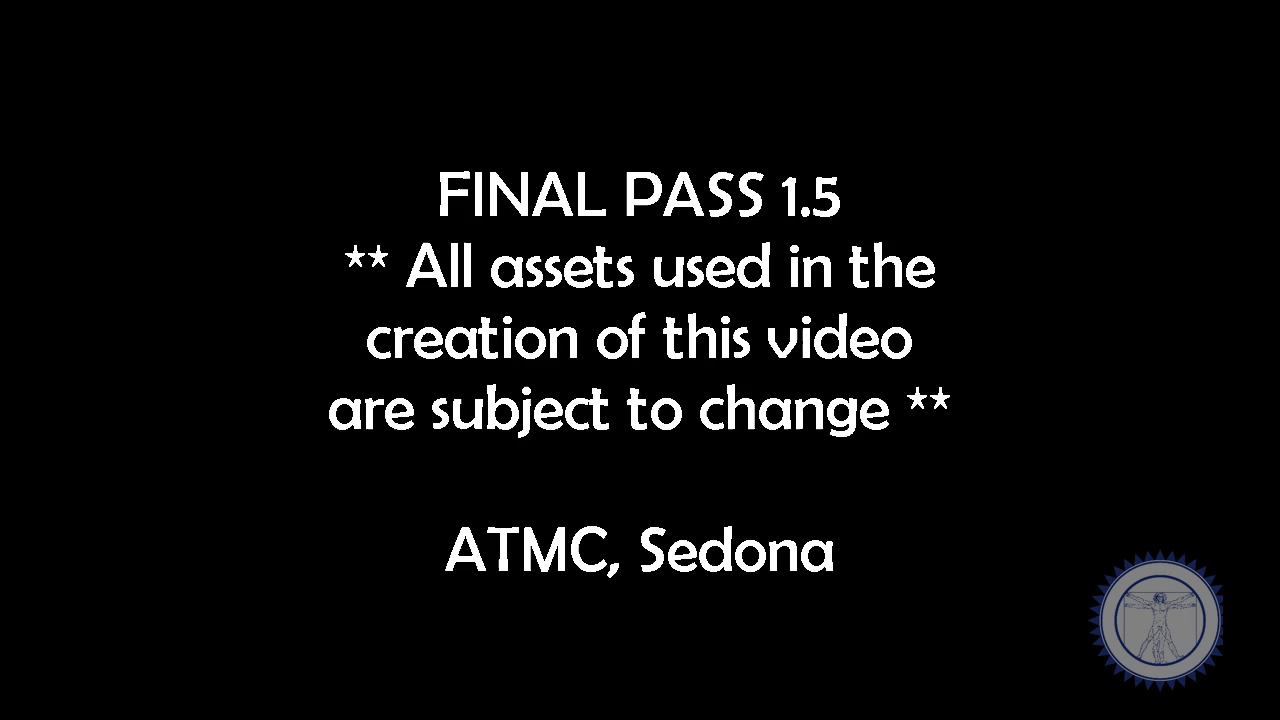 FINAL PASS 1.5
** All assets used in the
creation of this video
are subject to change **
ATMC, Sedona